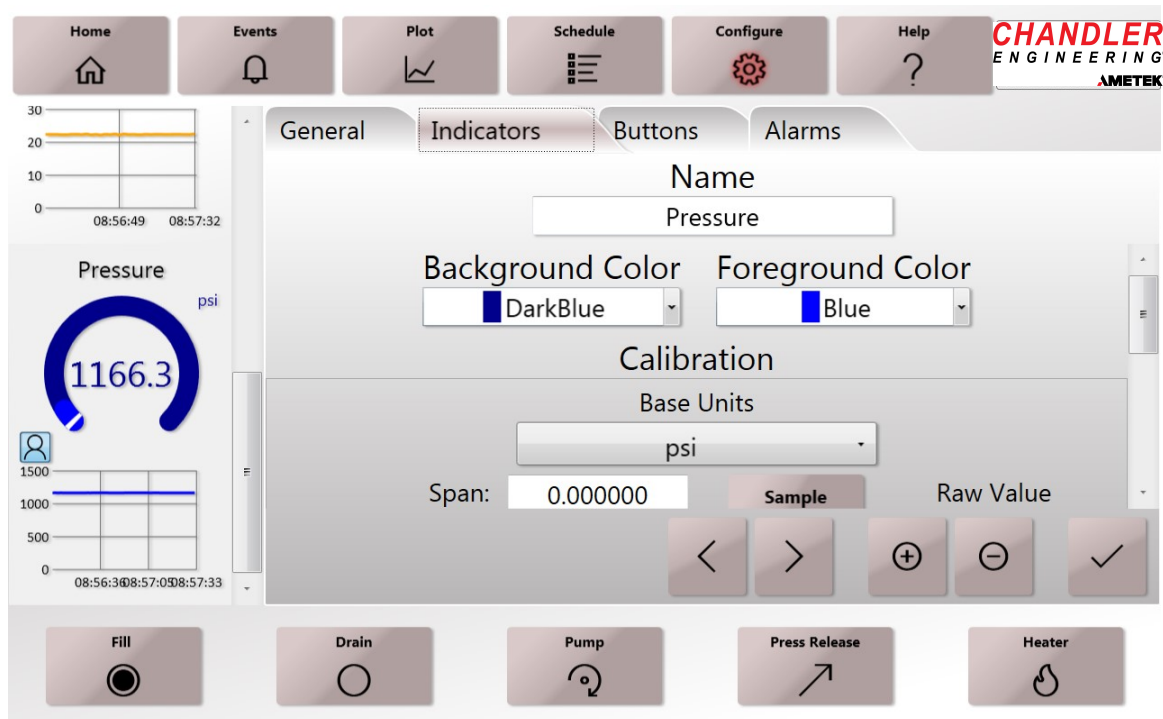 Home
Events
Plot
Schedule
Configure
Help
CHANDLER
ENGINEERING
AMETEK
30
20
10
0
08:56:49 08:57:32
Pressure
psi
1166.3
1500
1000
500
0
08:56:36 08:57:05 08:57:33
General Indicators Buttons Alarms
Name
Pressure
Background Color Foreground Color
DarkBlue Blue
Calibration
Base Units
psi
Span: 0.000000 Sample Raw Value
Fill
Drain
Pump
Press Release
Heater